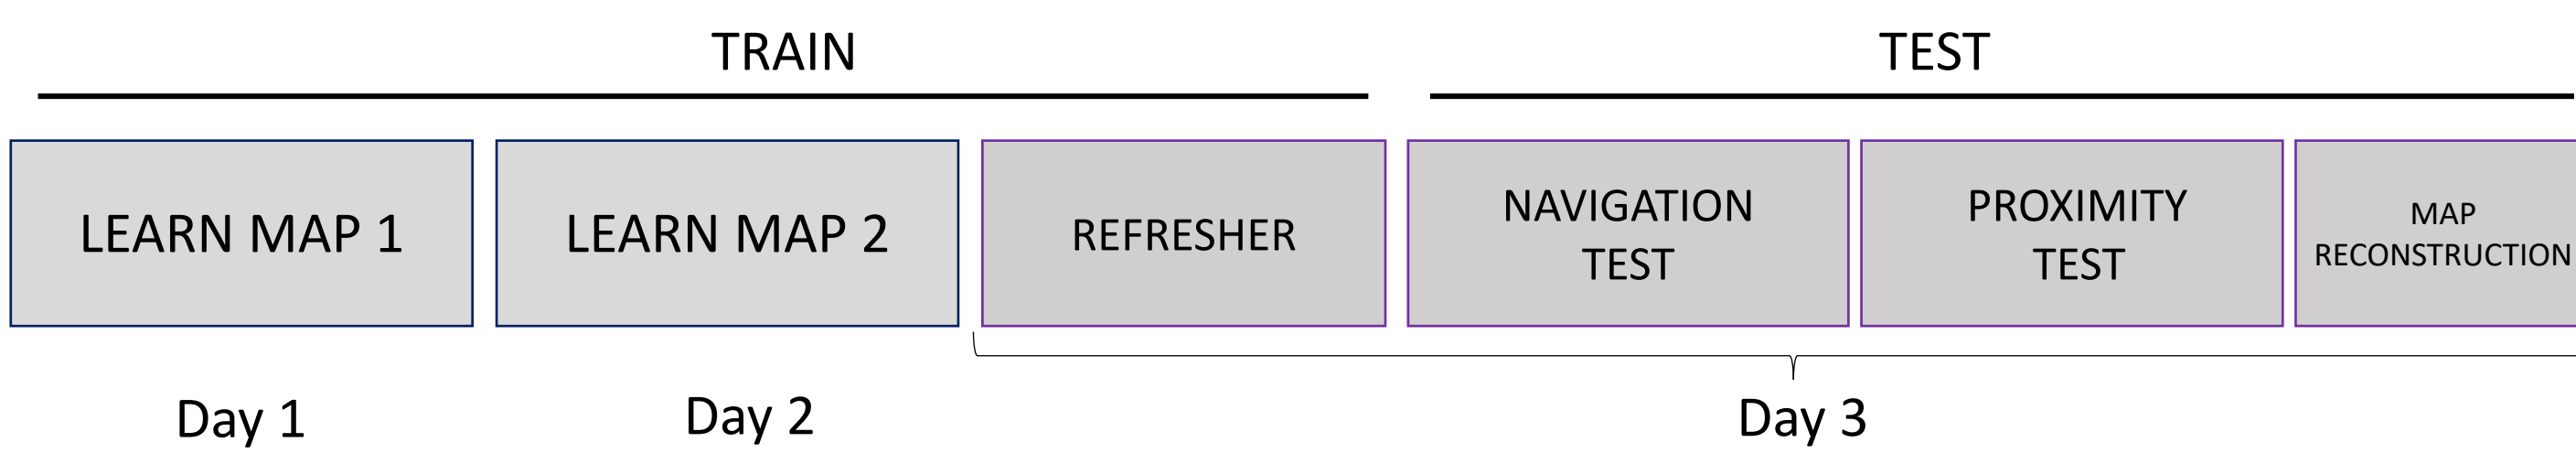 TRAIN
TEST
LEARN MAP 1
LEARN MAP 2
REFRESHER
NAVIGATION
TEST
PROXIMITY
TEST
MAP
RECONSTRUCTION
Day 1
Day 2
Day 3